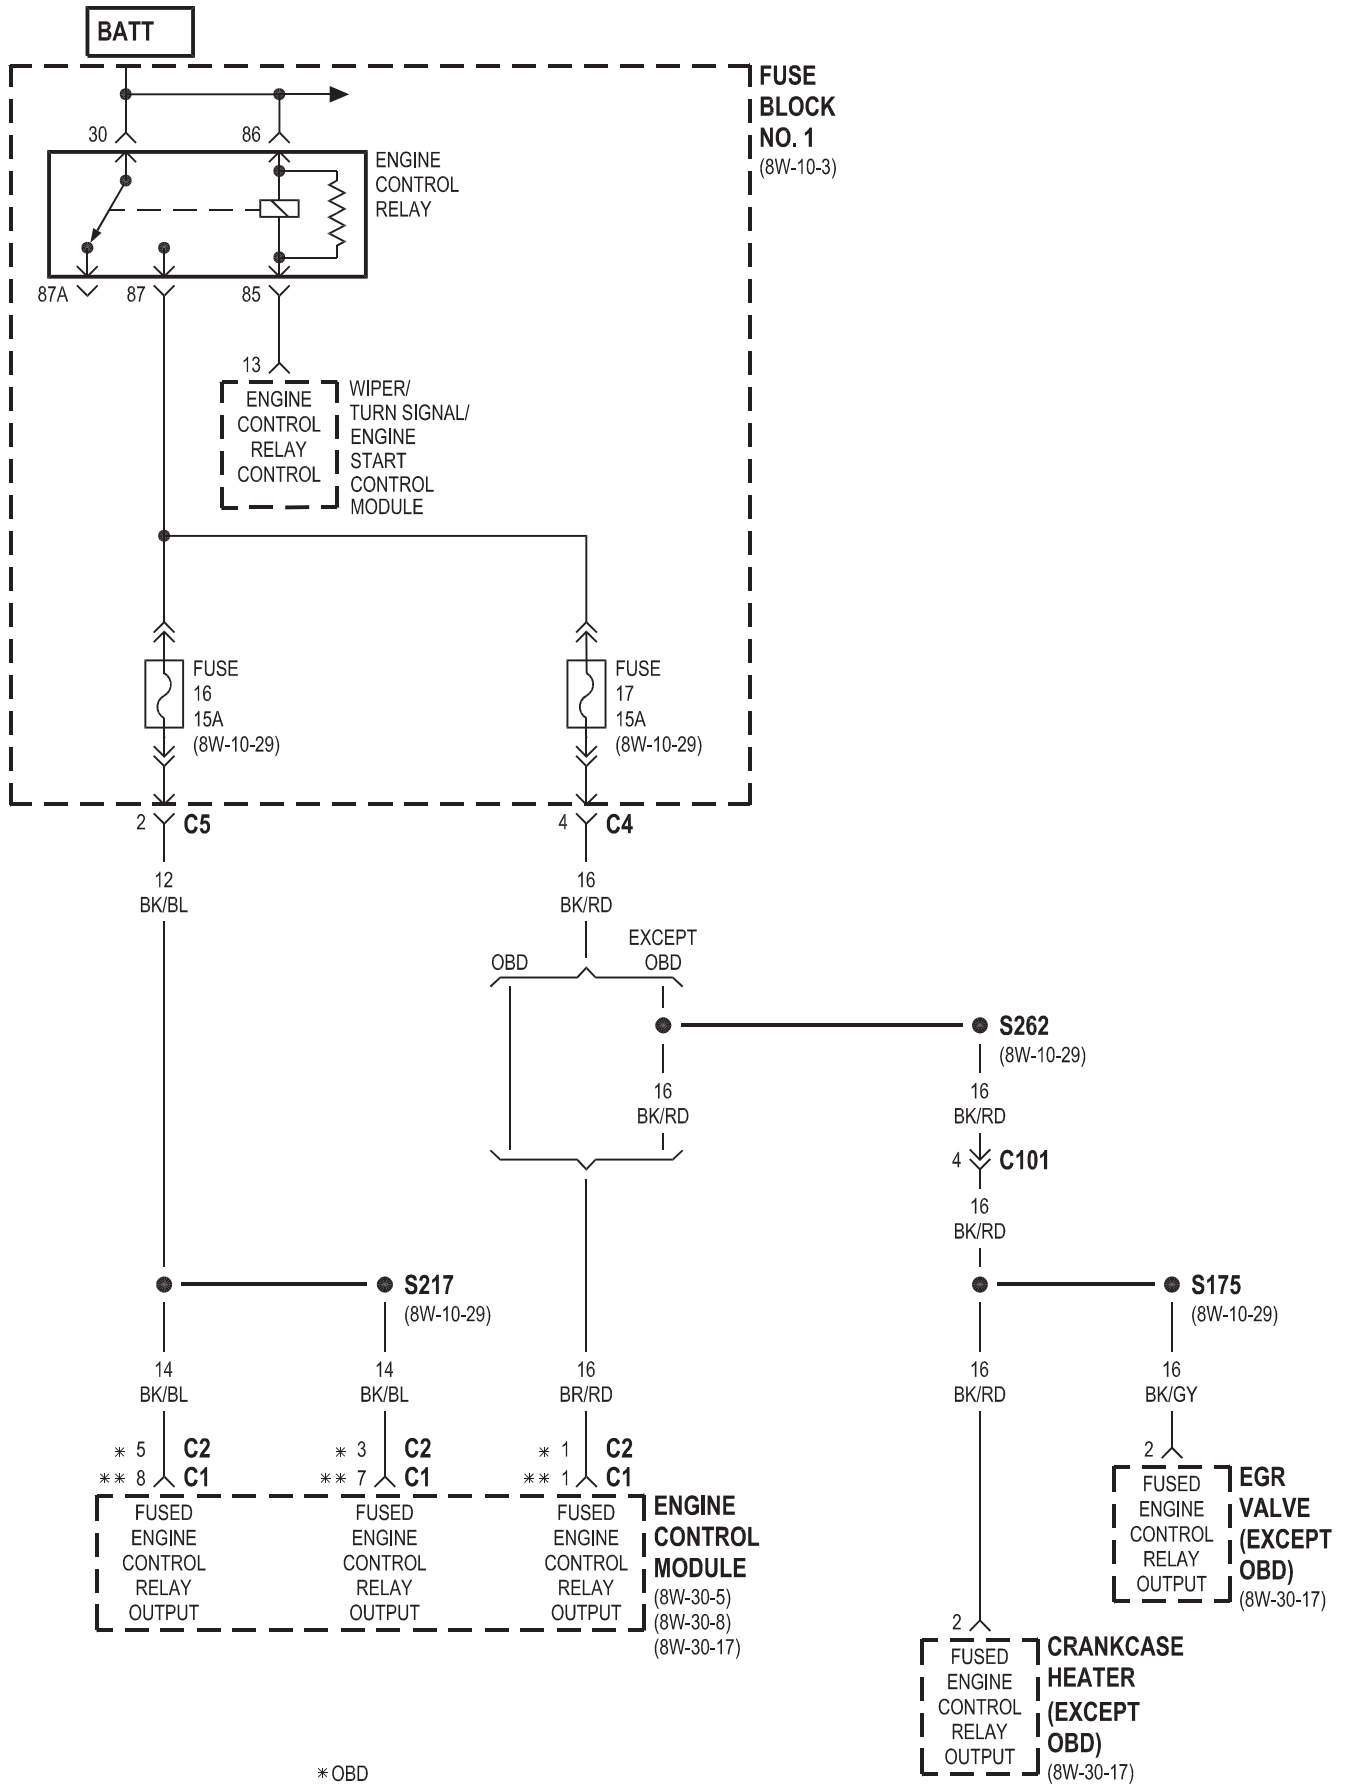 BATT
FUSE
BLOCK
NO. 1
(8W-10-3)
30
86
ENGINE
CONTROL
RELAY
87A
87
85
13
ENGINE
CONTROL
RELAY
CONTROL
WIPER/
TURN SIGNAL/
ENGINE
START
CONTROL
MODULE
FUSE
16
15A
(8W-10-29)
FUSE
17
15A
(8W-10-29)
2 C5
4 C4
12
BK/BL
16
BK/RD
OBD
EXCEPT
OBD
S262
(8W-10-29)
16
BK/RD
16
BK/RD
4 C101
16
BK/RD
S217
(8W-10-29)
S175
(8W-10-29)
14
BK/BL
14
BK/BL
16
BR/RD
16
BK/RD
16
BK/GY
* 5 C2
** 8 C1
* 3 C2
** 7 C1
* 1 C2
** 1 C1
FUSED
ENGINE
CONTROL
RELAY
OUTPUT
FUSED
ENGINE
CONTROL
RELAY
OUTPUT
FUSED
ENGINE
CONTROL
RELAY
OUTPUT
ENGINE
CONTROL
MODULE
(8W-30-5)
(8W-30-8)
(8W-30-17)
2
FUSED
ENGINE
CONTROL
RELAY
OUTPUT
EGR
VALVE
(EXCEPT
OBD)
(8W-30-17)
2
FUSED
ENGINE
CONTROL
RELAY
OUTPUT
CRANKCASE
HEATER
(EXCEPT
OBD)
(8W-30-17)
* OBD